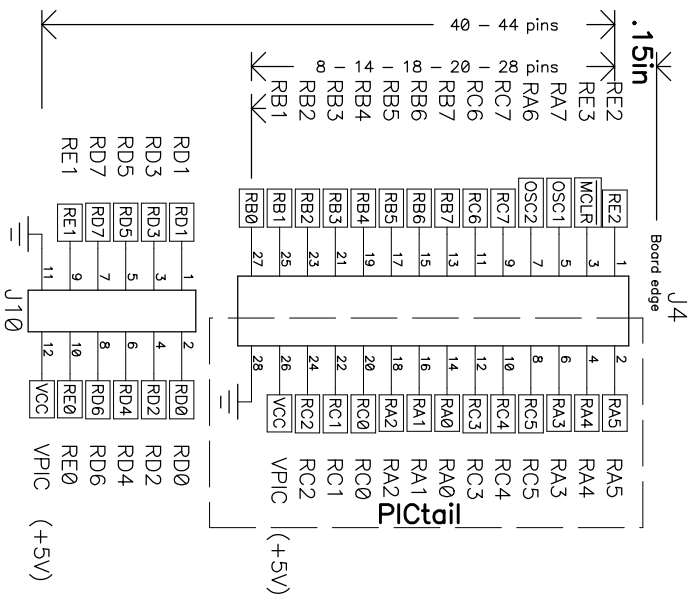 40 - 44 pins
.15in
8 - 14 - 18 - 20 - 28 pins
Board edge
J4
RE2 RE2 1 2 RA5 RA5
RE3 MCLR 3 4 RA4 RA4
RA7 OSC1 5 6 RA3 RA3
RA6 OSC2 7 8 RC5 RC5
RC7 RC7 9 10 RC4 RC4
RC6 RC6 11 12 RC3 RC3
RB7 RB7 13 14 RA0 RA0
RB6 RB6 15 16 RA1 RA1
RB5 RB5 17 18 RA2 RA2
RB4 RB4 19 20 RC0 RC0
RB3 RB3 21 22 RC1 RC1
RB2 RB2 23 24 RC2 RC2
RB1 RB1 25 26 VCC VPIC (+5V)
RB0 27 28
PICtail
RD1 RD1 1 2 RD0 RD0
RD3 RD3 3 4 RD2 RD2
RD5 RD5 5 6 RD4 RD4
RD7 RD7 7 8 RD6 RD6
RE1 RE1 9 10 RE0 RE0
11 12 VCC VPIC (+5V)
J10